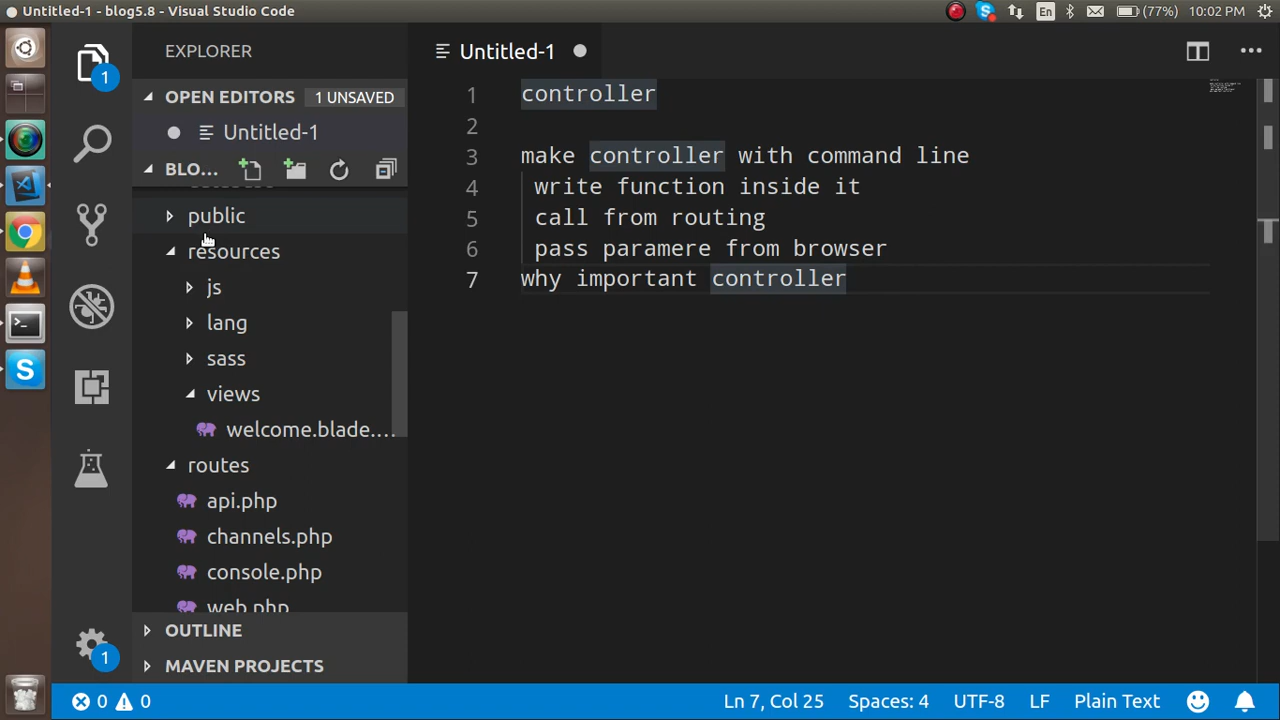 Untitled-1 - blog5.8 - Visual Studio Code
En
(77%)
10:02 PM
EXPLORER
Untitled-1
1
OPEN EDITORS
1 UNSAVED
Untitled-1
BLO...
public
resources
js
lang
sass
views
welcome.blade....
routes
api.php
channels.php
console.php
web.php
OUTLINE
MAVEN PROJECTS
1
1 controller
2
3 make controller with command line
4 write function inside it
5 call from routing
6 pass paramere from browser
7 why important controller
0
0
Ln 7, Col 25
Spaces: 4
UTF-8
LF
Plain Text